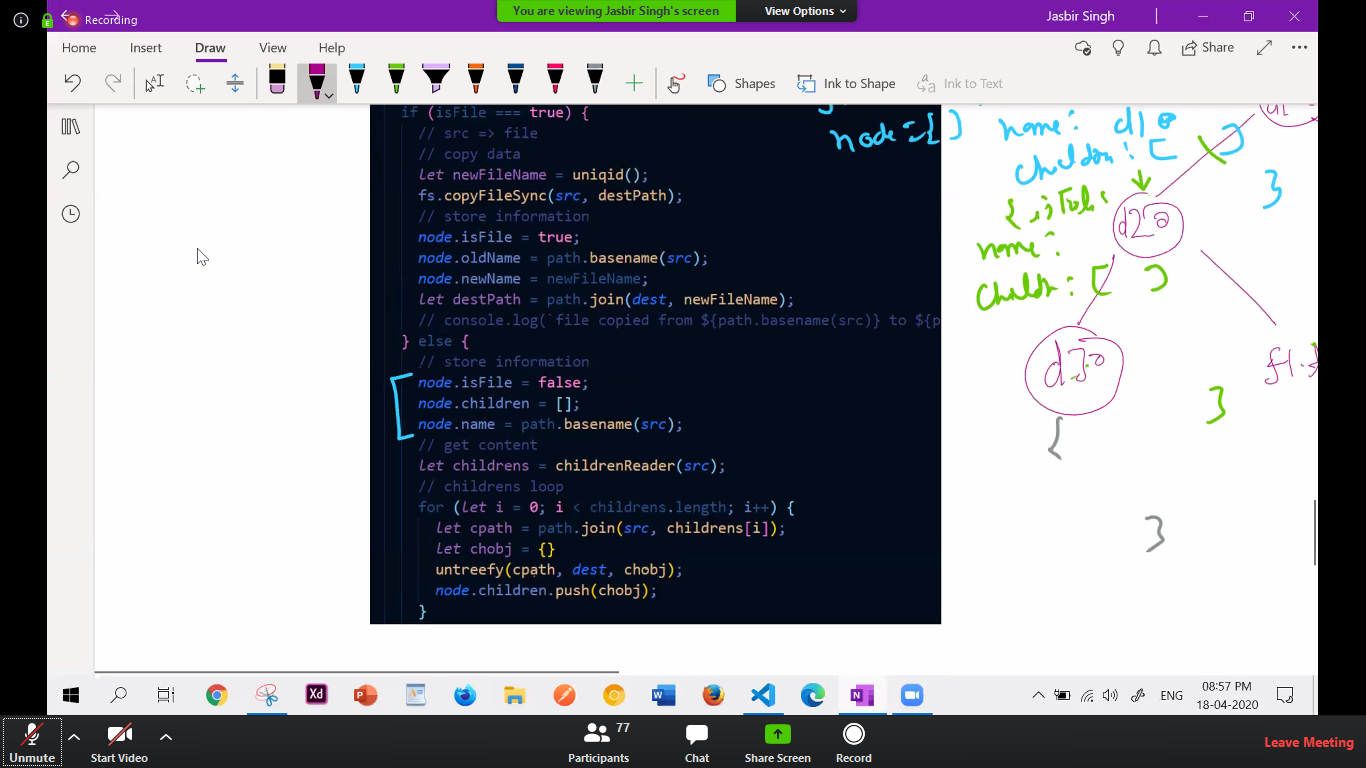 Recording
You are viewing Jasbir Singh's screen
View Options
Jasbir Singh
Home Insert Draw View Help
Share
Shapes
Ink to Shape
Ink to Text
if (isFile === true) {
// src => file
// copy data
let newFileName = uniqid();
fs.copyFileSync(src, destPath);
// store information
node.isFile = true;
node.oldName = path.basename(src);
node.newName = newFileName;
let destPath = path.join(dest, newFileName);
// console.log(`file copied from ${path.basename(src)} to ${p
} else {
// store information
node.isFile = false;
node.children = [];
node.name = path.basename(src);
// get content
let childrens = childrenReader(src);
// childrens loop
for (let i = 0; i < childrens.length; i++) {
let cpath = path.join(src, childrens[i]);
let chobj = {}
untreefy(cpath, dest, chobj);
node.children.push(chobj);
}
node = { }
name: d10
children: [ ]
}
{
name:
[ ]
d20
d30
}
{
}
ENG
08:57 PM
18-04-2020
Unmute
Start Video
Participants
77
Chat
Share Screen
Record
Leave Meeting